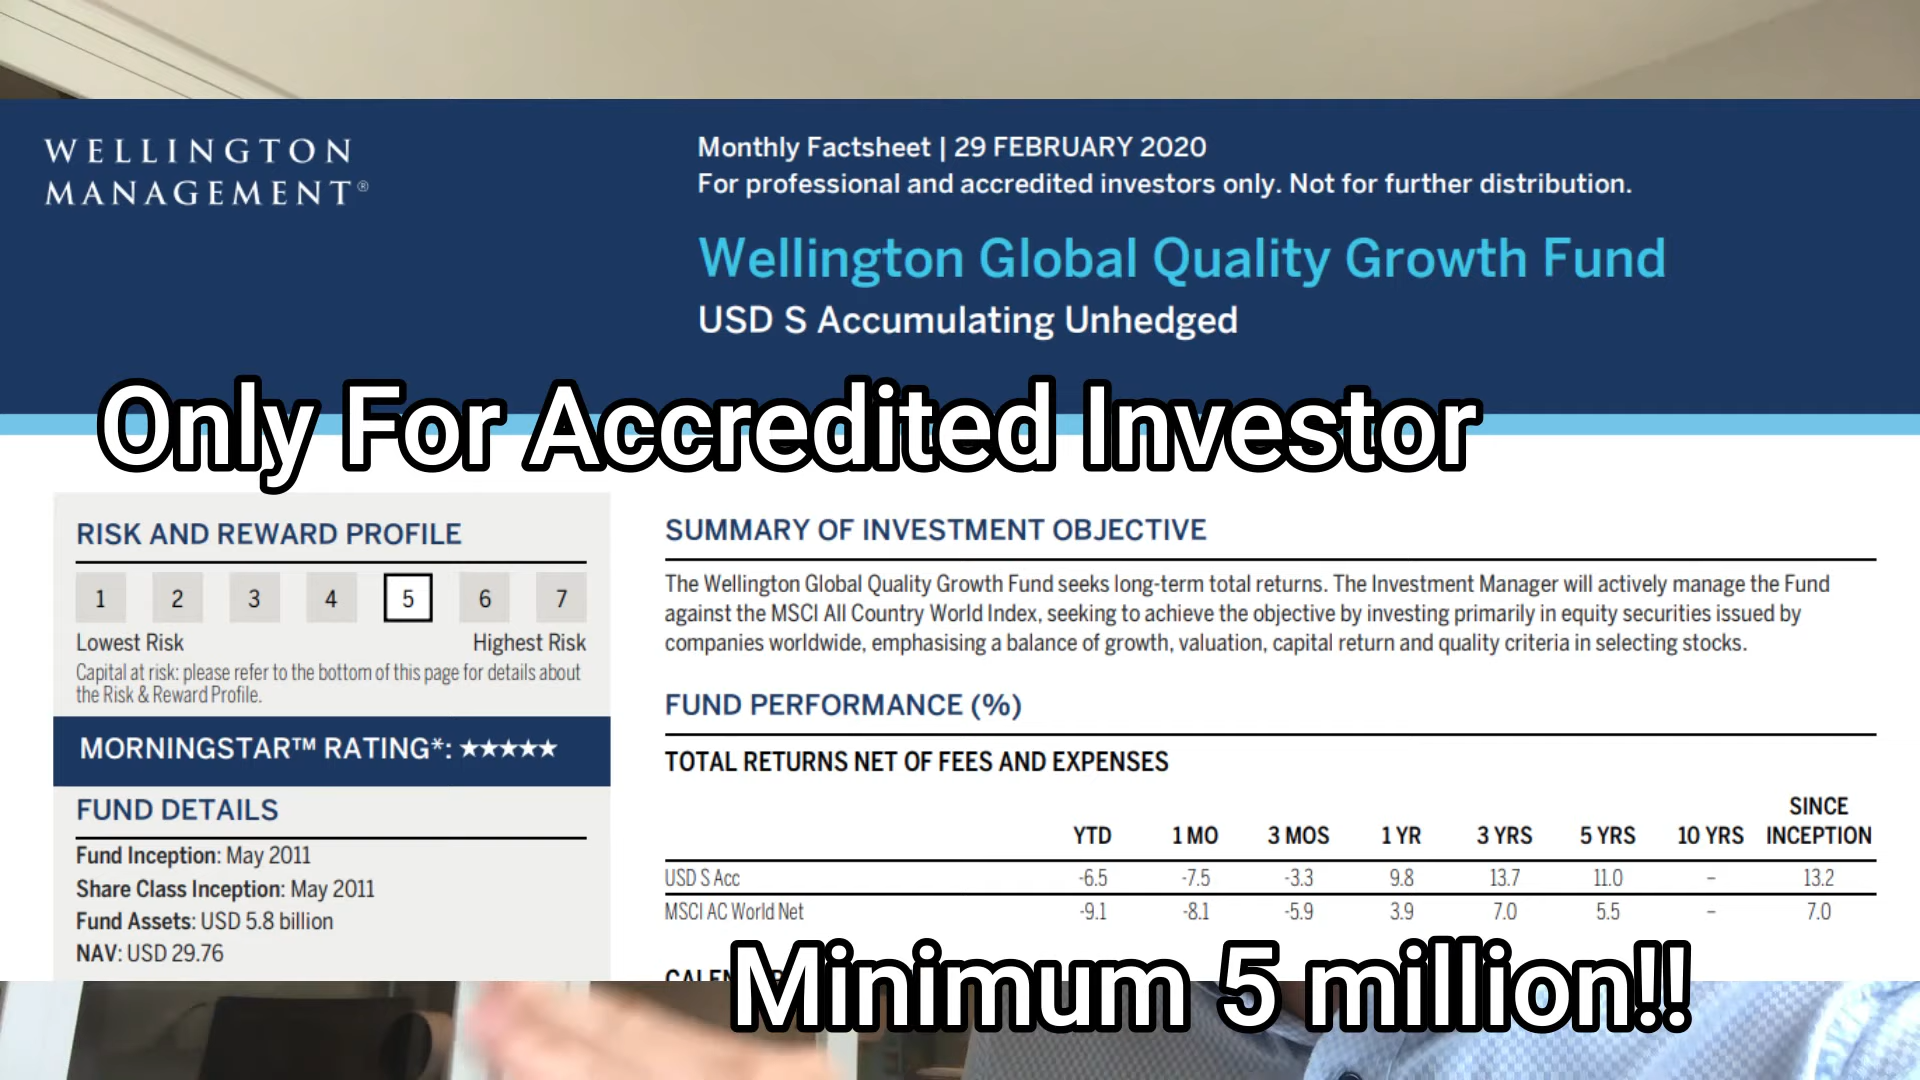 WELLINGTON
MANAGEMENT®
Monthly Factsheet | 29 FEBRUARY 2020
For professional and accredited investors only. Not for further distribution.
Wellington Global Quality Growth Fund
USD S Accumulating Unhedged
Only For Accredited Investor
RISK AND REWARD PROFILE
1 2 3 4 5 6 7
Lowest Risk Highest Risk
Capital at risk: please refer to the bottom of this page for details about
the Risk & Reward Profile.
MORNINGSTAR™ RATING*: ★★★★★
FUND DETAILS
Fund Inception: May 2011
Share Class Inception: May 2011
Fund Assets: USD 5.8 billion
NAV: USD 29.76
SUMMARY OF INVESTMENT OBJECTIVE
The Wellington Global Quality Growth Fund seeks long-term total returns. The Investment Manager will actively manage the Fund
against the MSCI All Country World Index, seeking to achieve the objective by investing primarily in equity securities issued by
companies worldwide, emphasising a balance of growth, valuation, capital return and quality criteria in selecting stocks.
FUND PERFORMANCE (%)
TOTAL RETURNS NET OF FEES AND EXPENSES
YTD 1 MO 3 MOS 1 YR 3 YRS 5 YRS 10 YRS SINCE INCEPTION
USD S Acc -6.5 -7.5 -3.3 9.8 13.7 11.0 – 13.2
MSCI AC World Net -9.1 -8.1 -5.9 3.9 7.0 5.5 – 7.0
Minimum 5 million!!